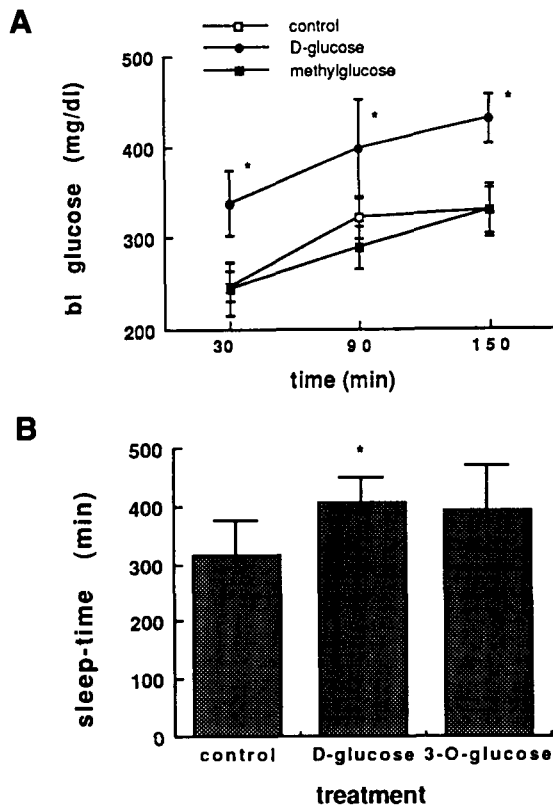 A
control
D-glucose
methylglucose
500
400
300
200
bl glucose (mg/dl)
*
*
*
30 90 150
time (min)
B
500
400
300
200
100
0
sleep-time (min)
*
control D-glucose 3-O-glucose
treatment